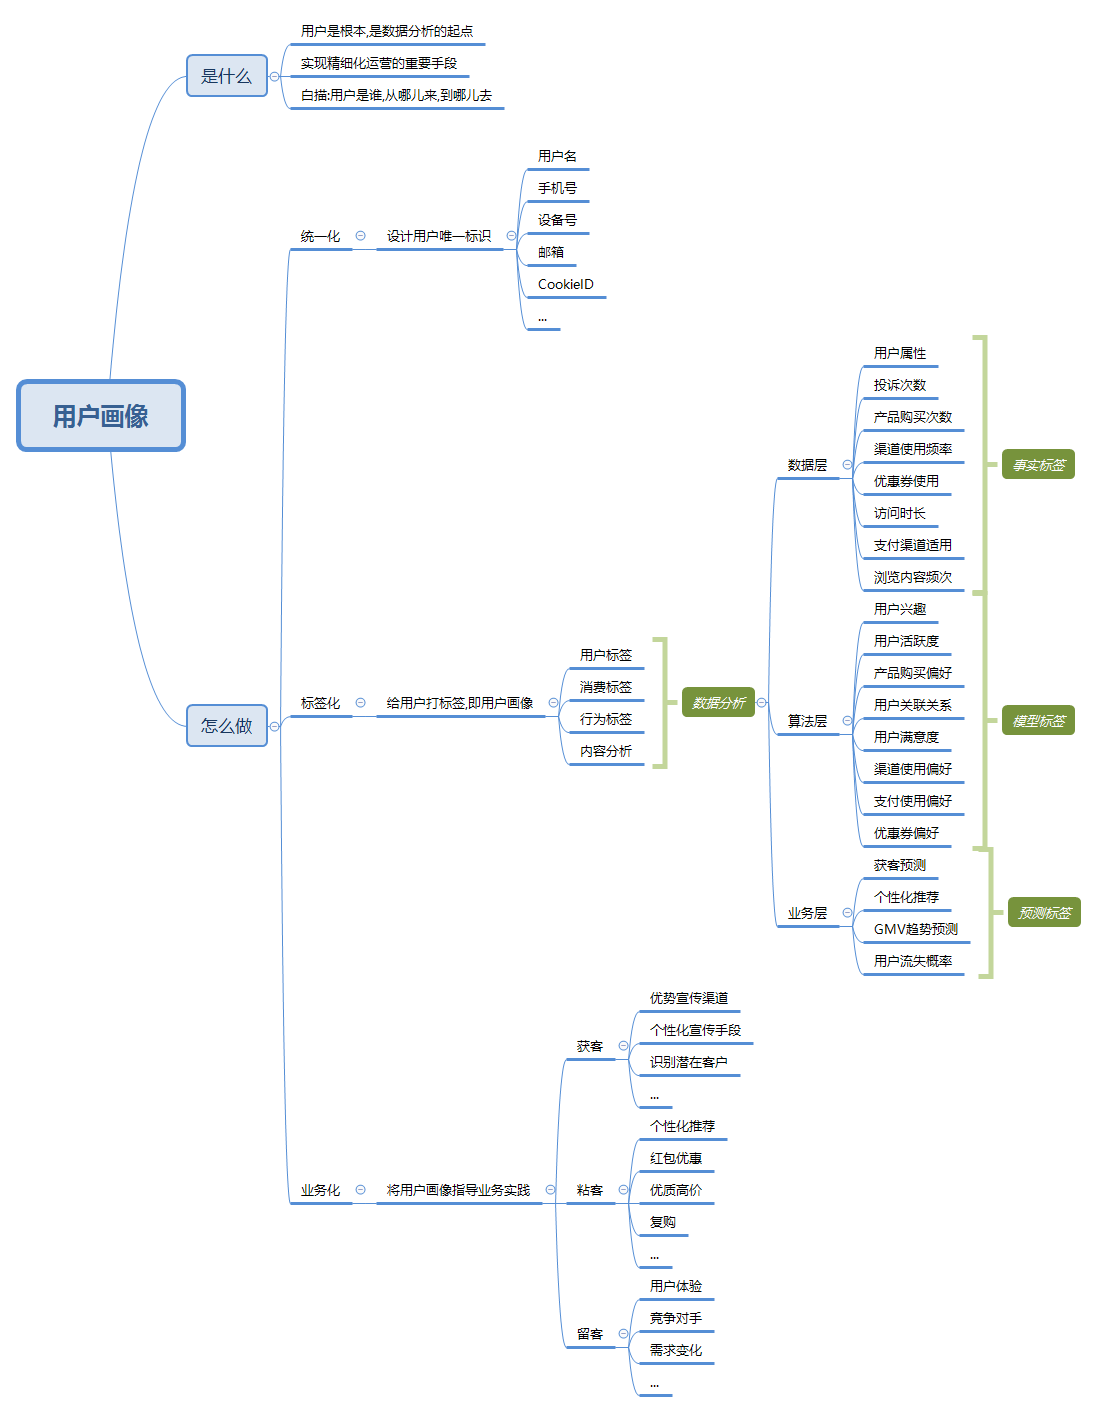 用户画像
是什么
用户是根本,是数据分析的起点
实现精细化运营的重要手段
白描:用户是谁,从哪儿来,到哪儿去
怎么做
统一化
设计用户唯一标识
用户名
手机号
设备号
邮箱
CookieID
...
标签化
给用户打标签,即用户画像
用户标签
消费标签
行为标签
内容分析
数据分析
数据层
用户属性
投诉次数
产品购买次数
渠道使用频率
优惠券使用
访问时长
支付渠道适用
浏览内容频次
事实标签
算法层
用户兴趣
用户活跃度
产品购买偏好
用户关联关系
用户满意度
渠道使用偏好
支付使用偏好
优惠券偏好
模型标签
业务层
获客预测
个性化推荐
GMV趋势预测
用户流失概率
预测标签
业务化
将用户画像指导业务实践
获客
优势宣传渠道
个性化宣传手段
识别潜在客户
...
粘客
个性化推荐
红包优惠
优质高价
复购
...
留客
用户体验
竞争对手
需求变化
...